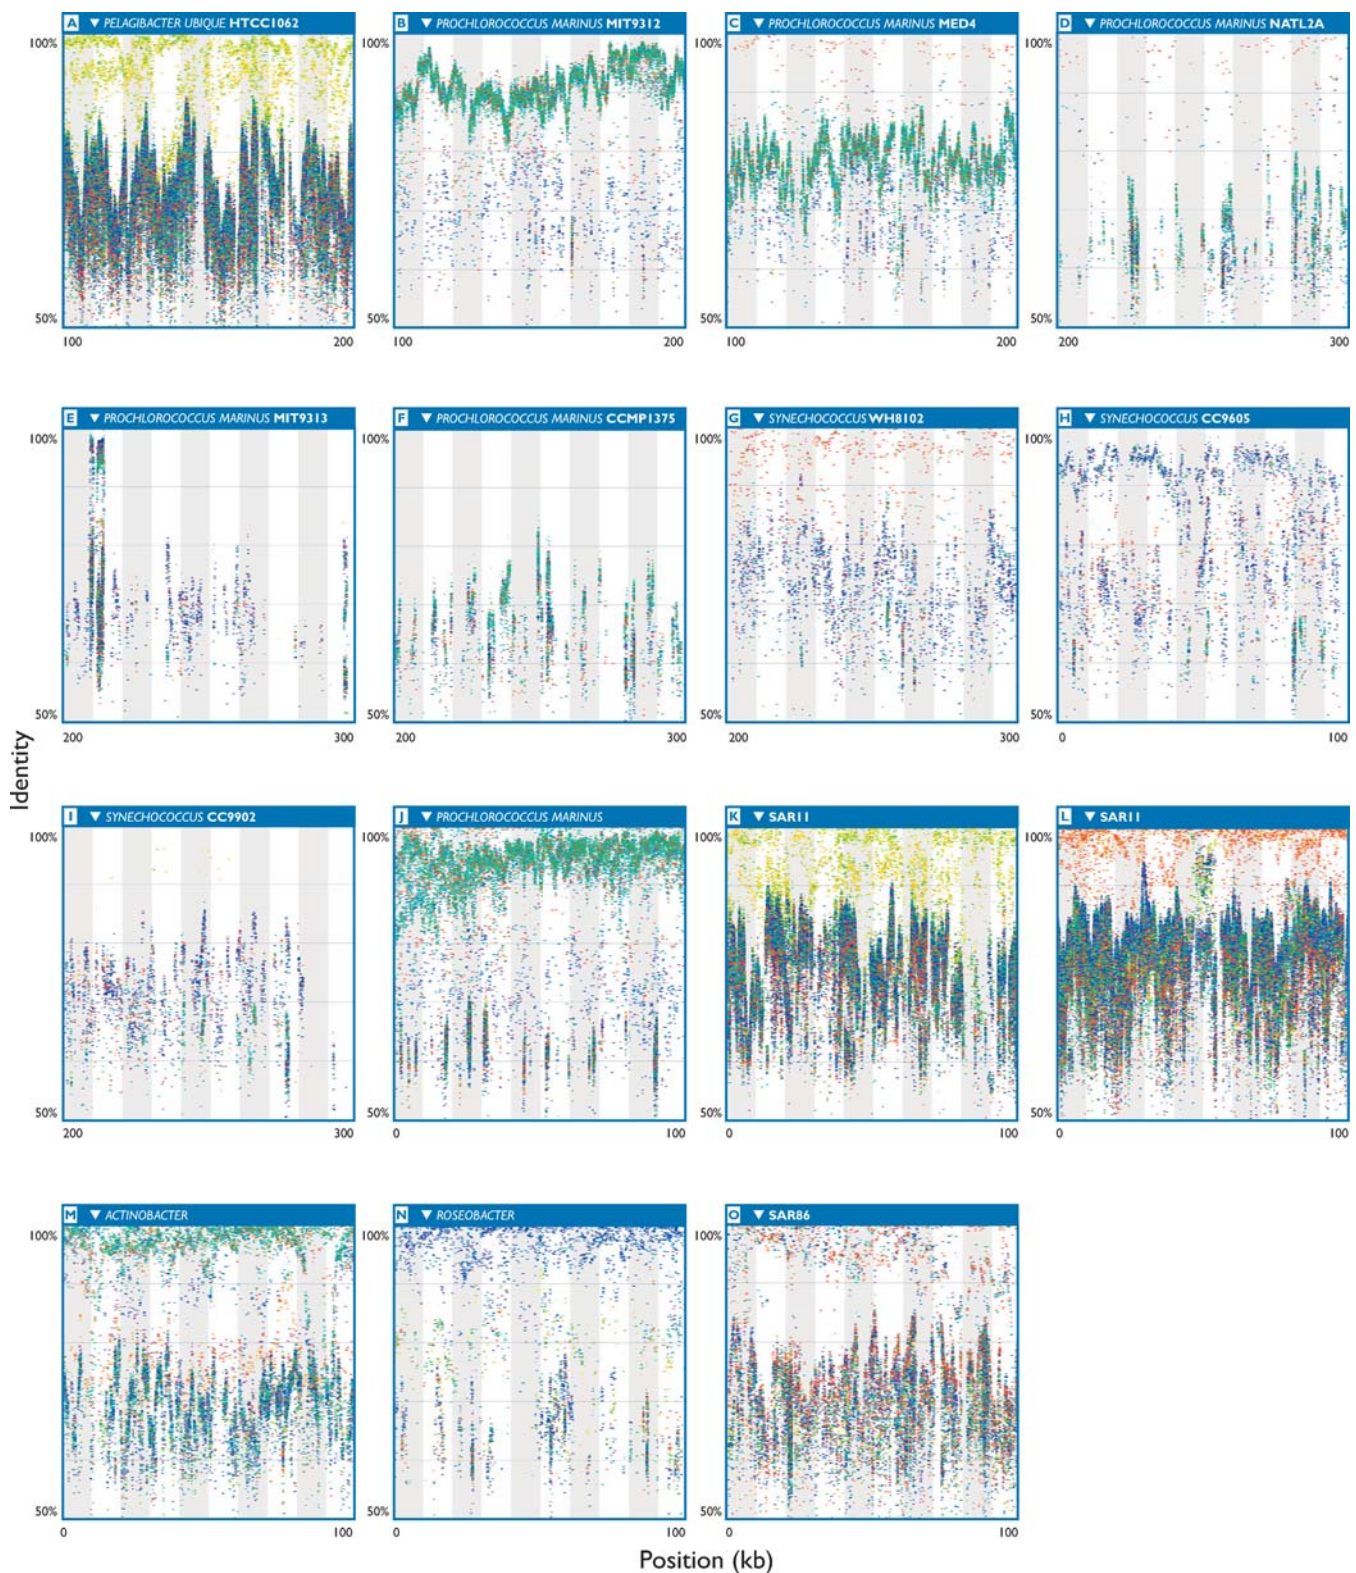 A ▼ PELAGIBACTER UBIQUE HTCC1062
B ▼ PROCHLOROCOCCUS MARINUS MIT9312
C ▼ PROCHLOROCOCCUS MARINUS MED4
D ▼ PROCHLOROCOCCUS MARINUS NATL2A
100% 100% 100% 100%
50% 50% 50% 50%
100 200 100 200 100 200 200 300
E ▼ PROCHLOROCOCCUS MARINUS MIT9313
F ▼ PROCHLOROCOCCUS MARINUS CCMP1375
G ▼ SYNECHOCOCCUS WH8102
H ▼ SYNECHOCOCCUS CC9605
100% 100% 100% 100%
50% 50% 50% 50%
200 300 200 300 200 300 0 100
Identity
I ▼ SYNECHOCOCCUS CC9902
J ▼ PROCHLOROCOCCUS MARINUS
K ▼ SAR11
L ▼ SAR11
100% 100% 100% 100%
50% 50% 50% 50%
200 300 0 100 0 100 0 100
M ▼ ACTINOBACTER
N ▼ ROSEOBACTER
O ▼ SAR86
100% 100% 100%
50% 50% 50%
0 100 0 100 0 100
Position (kb)